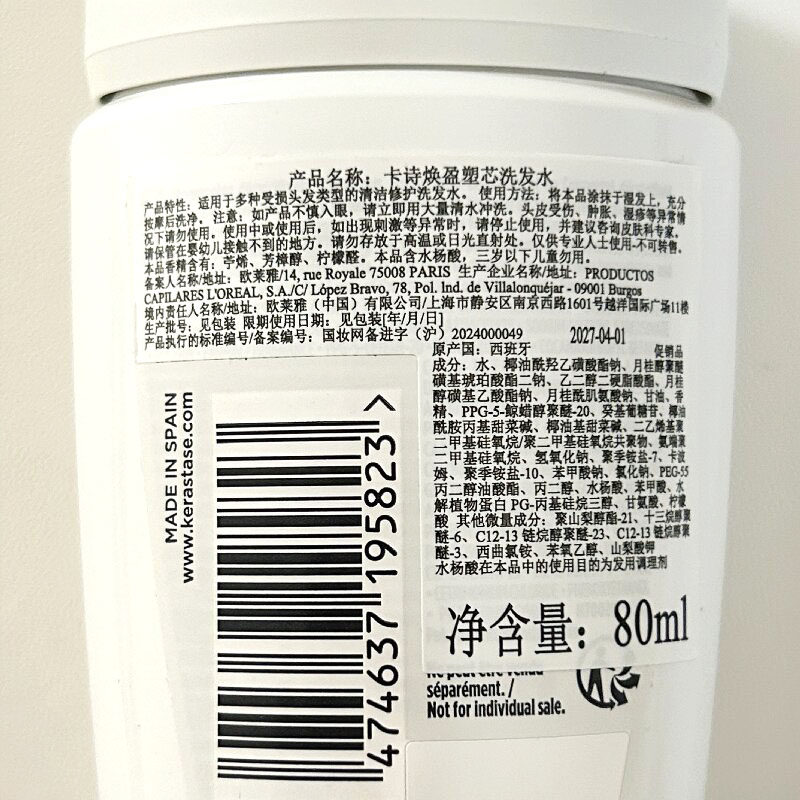 产品名称：卡诗焕盈塑芯洗发水
产品特性：适用于多种受损头发类型的清洁修护洗发水。 使用方法：将本品涂抹于湿发上，充分
按摩后洗净。 注意：如产品不慎入眼，请立即用大量清水冲洗。头皮受伤、肿胀、湿疹等异常情
况下请勿使用。使用中或使用后，如出现刺激等异常时，请停止使用，并建议咨询皮肤科专家。
请保管在婴幼儿接触不到的地方。请勿存放于高温或日光直射处。仅供专业人士使用-不可转售。
本品香精含有：苧烯、芳樟醇、柠檬醛。本品含水杨酸，三岁以下儿童勿用。
本品名称/地址：欧莱雅/14, rue Royale 75008 PARIS 生产企业名称/地址：PRODUCTOS
CAPILARES L'OREAL, S.A./C/ López Bravo, 78, Pol. lnd. de Villalonquéjar - 09001 Burgos
境内责任人名称/地址：欧莱雅（中国）有限公司/上海市静安区南京西路1601号越洋国际广场11楼
生产批号：见包装 限期使用日期：见包装[年/月/日]
产品执行的标准编号/备案编号：国妆网备进字（沪）2024000049
2027-04-01
原产国：西班牙 促销品
成分：水、椰油酰羟乙磺酸酯钠、月桂醇聚醚
磺基琥珀酸酯二钠、乙二醇二硬脂酸酯、月桂
醇磺基乙酸酯钠、月桂酰肌氨酸钠、甘油、香
精、PPG-5-鲸蜡醇聚醚-20、癸基葡糖苷、椰油
酰胺丙基甜菜碱、椰油基甜菜碱、二乙烯基聚
二甲基硅氧烷/聚二甲基硅氧烷共聚物、氨端聚
二甲基硅氧烷、氢氧化钠、聚季铵盐-7、卡波
姆、聚季铵盐-10、苯甲酸钠、氯化钠、PEG-55
丙二醇油酸酯、丙二醇、水杨酸、苯甲酸、水
解植物蛋白 PG-丙基硅烷三醇、甘氨酸、柠檬
酸 其他微量成分：聚山梨醇酯-21、十三烷醇聚
醚-6、C12-13 链烷醇聚醚-23、C12-13 链烷醇聚
醚-3、西曲氯铵、苯氧乙醇、山梨酸钾
水杨酸在本品中的使用目的为发用调理剂
净含量：80ml
MADE IN SPAIN
www.kerastase.com
474637 195823 >
Ne peut être vendu
séparément. /
Not for individual sale.